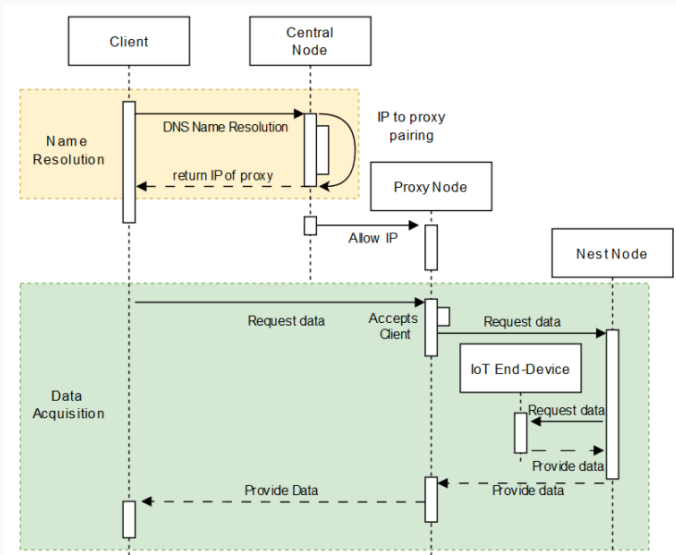 Client
Central
Node
Name
Resolution
DNS Name Resolution
IP to proxy
pairing
return IP of proxy
Proxy Node
Allow IP
Nest Node
Data
Acquisition
Request data
Accepts
Client
Request data
IoT End-Device
Request data
Provide data
Provide data
Provide Data